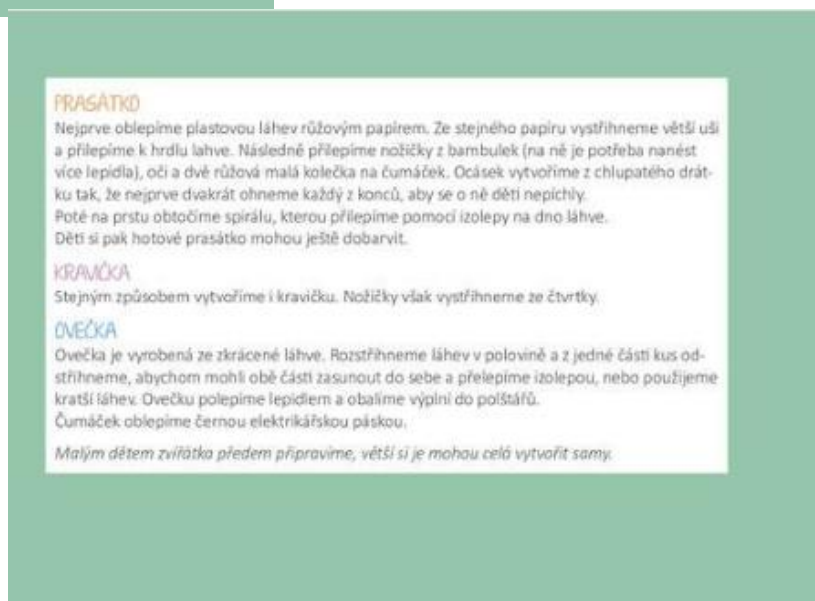 PRASÁTKO
Nejprve oblepíme plastovou láhev růžovým papírem. Ze stejného papíru vystřihneme větší uši
a přilepíme k hrdlu lahve. Následně přilepíme nožičky z bambulek (na ně je potřeba nanést
více lepidla), oči a dvě růžová malá kolečka na čumáček. Ocásek vytvoříme z chlupatého drát-
ku tak, že nejprve dvakrát ohneme každý z konců, aby se o ně děti nepíchly.
Poté na prstu obtočíme spirálu, kterou přilepíme pomocí izolepy na dno láhve.
Děti si pak hotové prasátko mohou ještě dobarvit.
KRAVIČKA
Stejným způsobem vytvoříme i kravičku. Nožičky však vystřihneme ze čtvrtky.
OVEČKA
Ovečka je vyrobená ze zkrácené láhve. Rozstřihneme láhev v polovině a z jedné části kus od-
střihneme, abychom mohli obě části zasunout do sebe a přelepíme izolepou, nebo použijeme
kratší láhev. Ovečku polepíme lepidlem a obalíme výplní do polštářů.
Čumáček oblepíme černou elektrikářskou páskou.
Malým dětem zvířátka předem připravíme, větší si je mohou celá vytvořit samy.